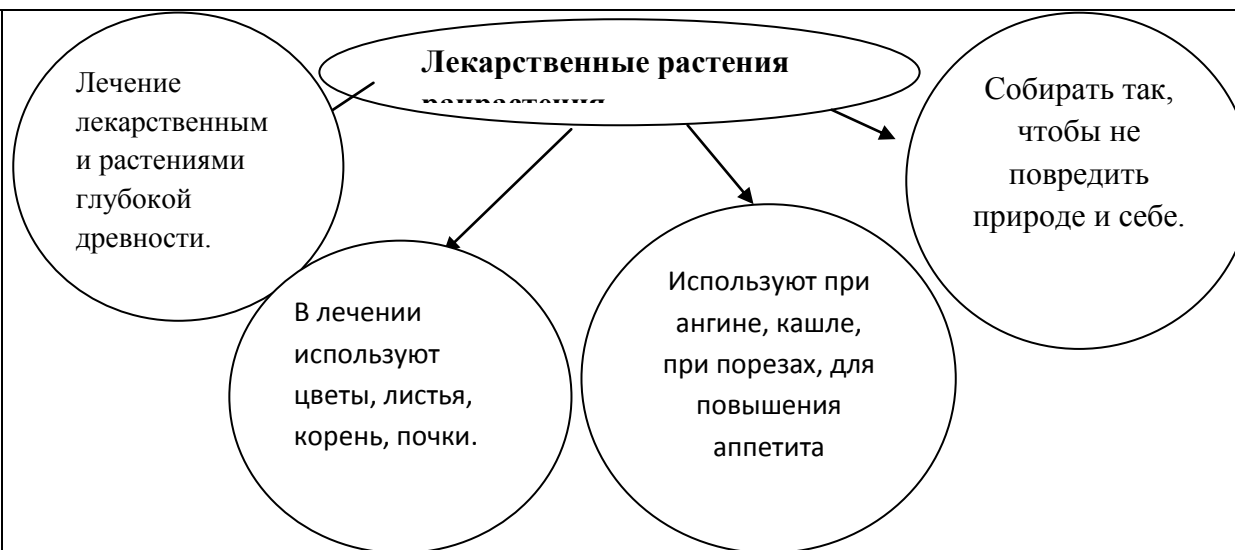 Лекарственные растения
Лечение
лекарственным
и растениями
глубокой
древности.
В лечении
используют
цветы, листья,
корень, почки.
Используют при
ангине, кашле,
при порезах, для
повышения
аппетита
Собирать так,
чтобы не
повредить
природе и себе.